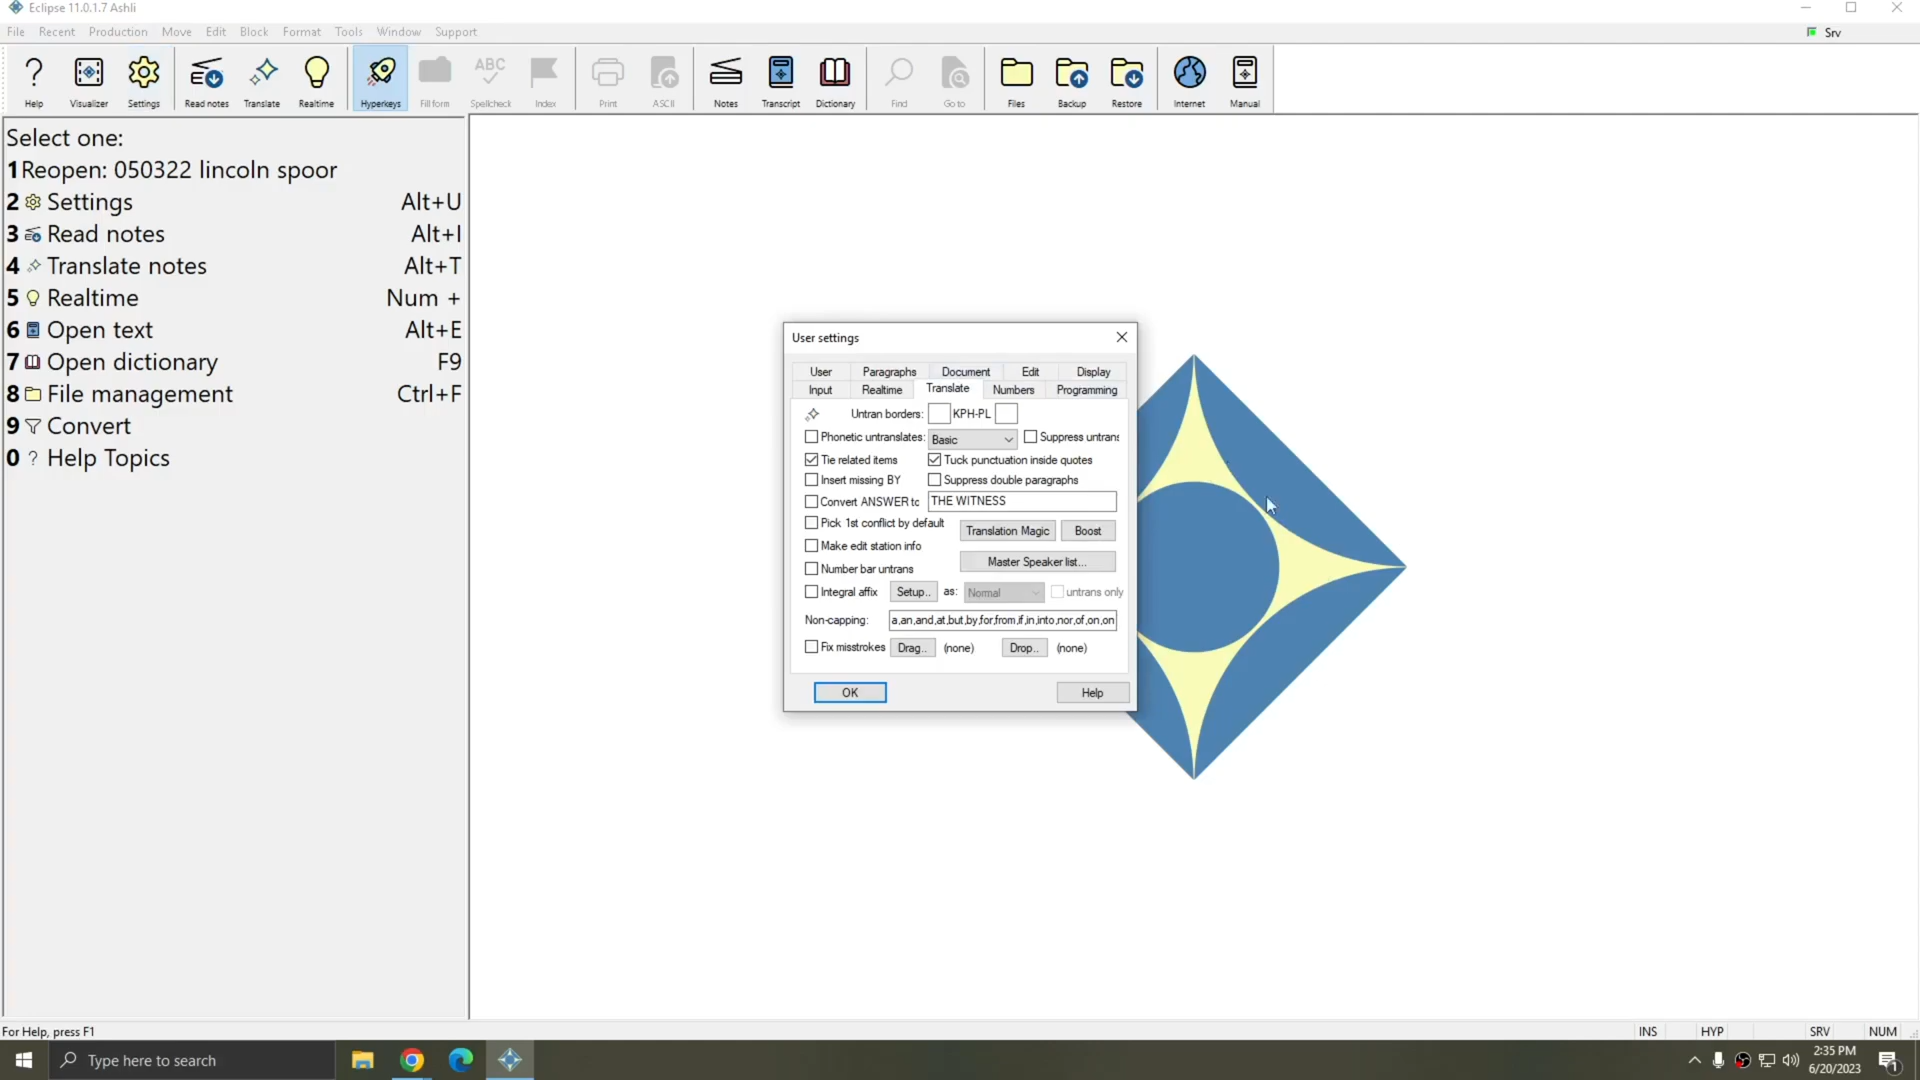 Eclipse 11.0.1.7 Ashli
File Recent Production Move Edit Block Format Tools Window Support
Srv
Help Visualizer Settings Read notes Translate Realtime Hyperkeys Fill form Spellcheck Index Print ASCII Notes Transcript Dictionary Find Go to Files Backup Restore Internet Manual
ABC
Select one:
1 Reopen: 050322 lincoln spoor
2 Settings Alt+U
3 Read notes Alt+I
4 Translate notes Alt+T
5 Realtime Num +
6 Open text Alt+E
7 Open dictionary F9
8 File management Ctrl+F
9 Convert
0 ? Help Topics
User settings
User Paragraphs Document Edit Display
Input Realtime Translate Numbers Programming
Untran borders: KPH-PL
Phonetic untranslates: Basic Suppress untrans
Tie related items Tuck punctuation inside quotes
Insert missing BY Suppress double paragraphs
Convert ANSWER to THE WITNESS
Pick 1st conflict by default Translation Magic Boost
Make edit station info
Master Speaker list...
Number bar untrans
Integral affix Setup.. as: Normal untrans only
Non-capping: a,an,and,at,but,by,for,from,if,in,into,nor,of,on,on
Fix misstrokes Drag.. (none) Drop.. (none)
OK Help
For Help, press F1 INS HYP SRV NUM
Type here to search
2:35 PM
6/20/2023
1